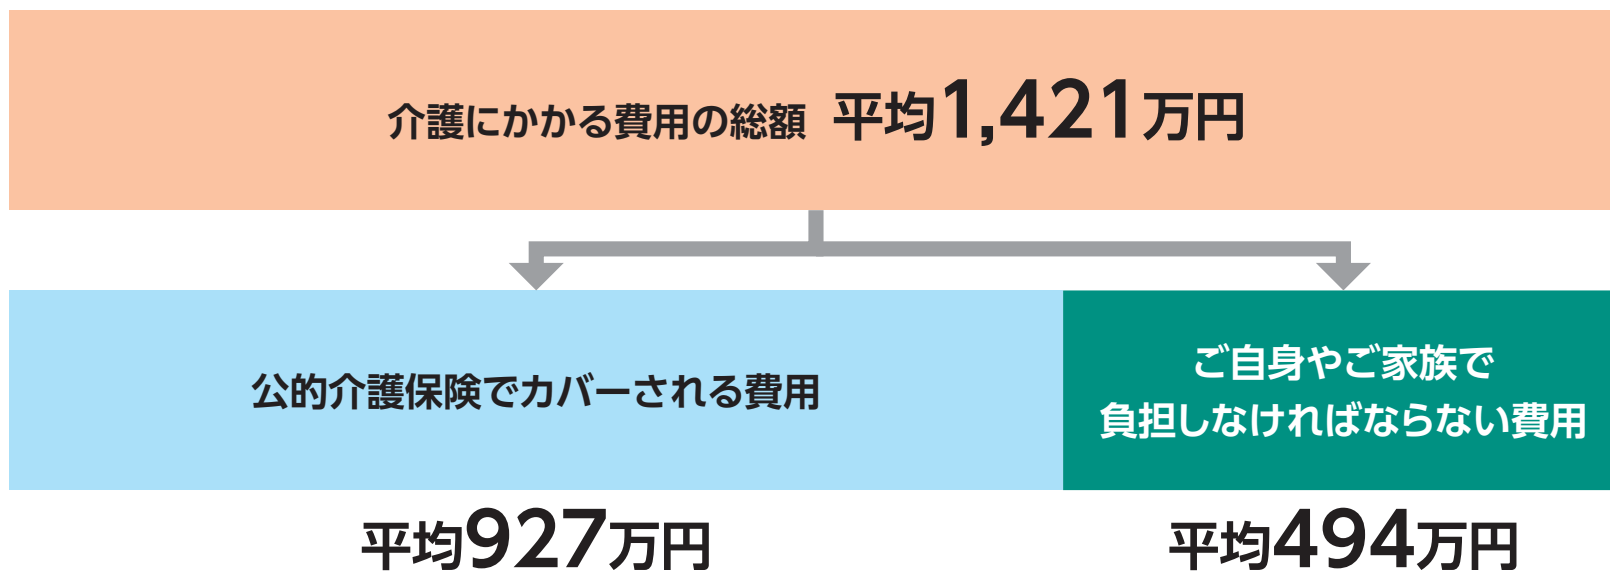 介護にかかる費用の総額 平均1,421万円
公的介護保険でカバーされる費用
ご自身やご家族で
負担しなければならない費用
平均927万円
平均494万円